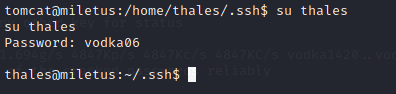 tomcat@miletus:/home/thales/.ssh$ su thales
su thales
Password: vodka06
thales@miletus:~/.ssh$